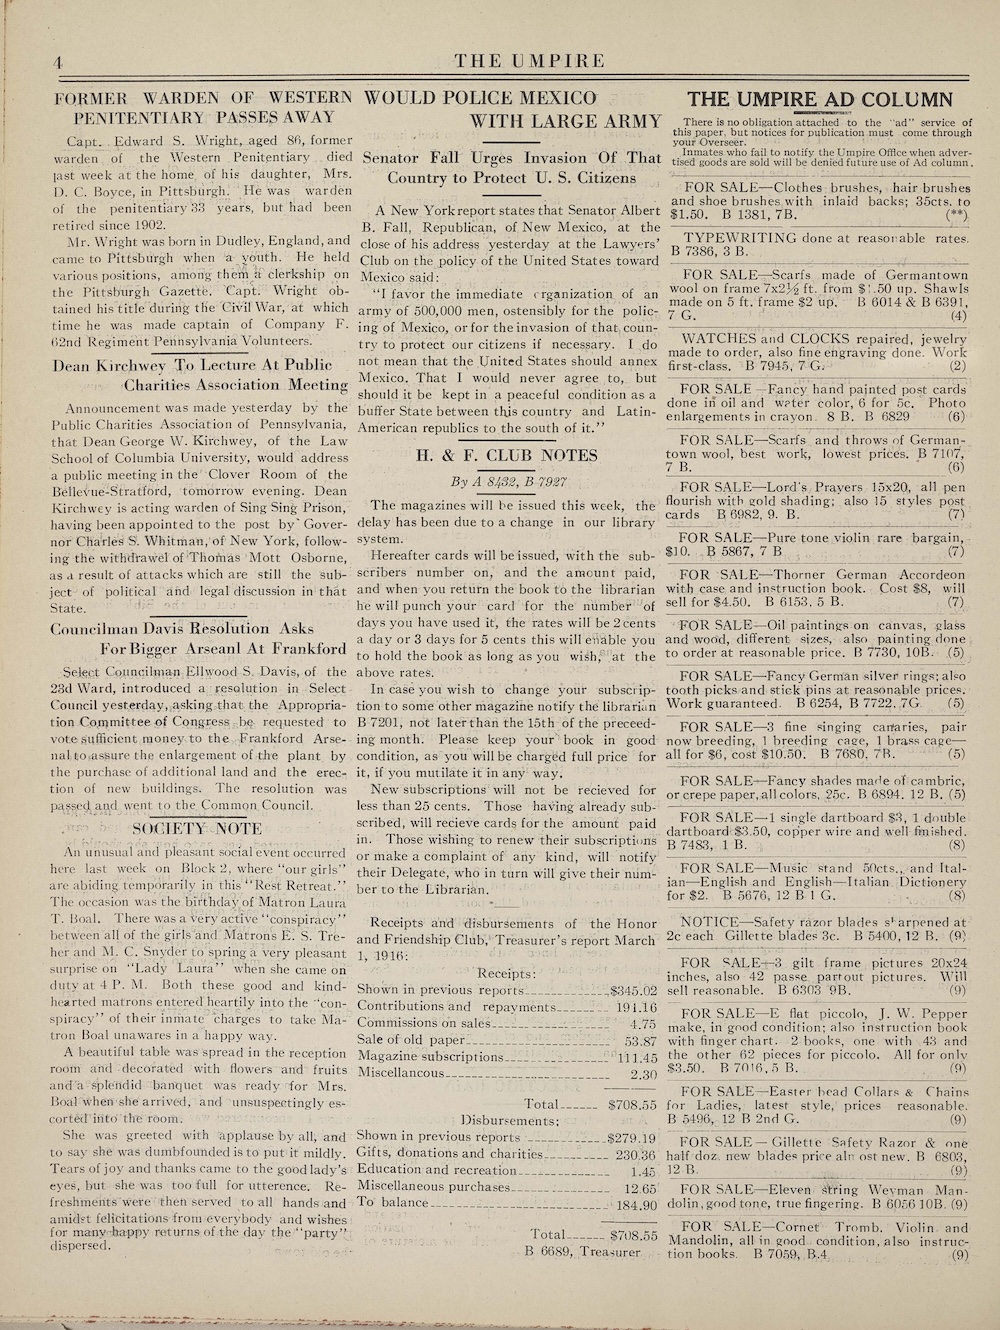 4
THE UMPIRE
FORMER WARDEN OF WESTERN
PENITENTIARY PASSES AWAY
Capt. Edward S. Wright, aged 86, former
warden of the Western Penitentiary died
last week at the home of his daughter, Mrs.
D. C. Boyce, in Pittsburgh. He was warden
of the penitentiary 33 years, but had been
retired since 1902.
Mr. Wright was born in Dudley, England, and
came to Pittsburgh when a youth. He held
various positions, among them a clerkship on
the Pittsburgh Gazette. Capt. Wright ob-
tained his title during the Civil War, at which
time he was made captain of Company F.
62nd Regiment Pennsylvania Volunteers.
Dean Kirchwey To Lecture At Public
Charities Association Meeting
Announcement was made yesterday by the
Public Charities Association of Pennsylvania,
that Dean George W. Kirchwey, of the Law
School of Columbia University, would address
a public meeting in the Clover Room of the
Bellevue-Stratford, tomorrow evening. Dean
Kirchwey is acting warden of Sing Sing Prison,
having been appointed to the post by Gover-
nor Charles S. Whitman, of New York, follow-
ing the withdrawel of Thomas Mott Osborne,
as a result of attacks which are still the sub-
ject of political and legal discussion in that
State.
Councilman Davis Resolution Asks
For Bigger Arseanl At Frankford
Select Councilman Ellwood S. Davis, of the
23d Ward, introduced a resolution in Select
Council yesterday, asking that the Appropria-
tion Committee of Congress be requested to
vote sufficient money to the Frankford Arse-
nal to assure the enlargement of the plant by
the purchase of additional land and the erec-
tion of new buildings. The resolution was
passed and went to the Common Council.
SOCIETY NOTE
An unusual and pleasant social event occurred
here last week on Block 2, where "our girls"
are abiding temporarily in this "Rest Retreat."
The occasion was the birthday of Matron Laura
T. Boal. There was a very active "conspiracy"
between all of the girls and Matrons E. S. Tre-
her and M. C. Snyder to spring a very pleasant
surprise on "Lady Laura" when she came on
duty at 4 P. M. Both these good and kind-
hearted matrons entered heartily into the "con-
spiracy" of their inmate charges to take Ma-
tron Boal unawares in a happy way.
A beautiful table was spread in the reception
room and decorated with flowers and fruits
and a splendid banquet was ready for Mrs.
Boal when she arrived, and unsuspectingly es-
corted into the room.
She was greeted with applause by all, and
to say she was dumbfounded is to put it mildly.
Tears of joy and thanks came to the good lady's
eyes, but she was too full for utterence. Re-
freshments were then served to all hands and
amidst felicitations from everybody and wishes
for many happy returns of the day the "party"
dispersed.
WOULD POLICE MEXICO
WITH LARGE ARMY
Senator Fall Urges Invasion Of That
Country to Protect U. S. Citizens
A New York report states that Senator Albert
B. Fall, Republican, of New Mexico, at the
close of his address yesterday at the Lawyers'
Club on the policy of the United States toward
Mexico said:
"I favor the immediate organization of an
army of 500,000 men, ostensibly for the polic-
ing of Mexico, or for the invasion of that coun-
try to protect our citizens if necessary. I do
not mean that the United States should annex
Mexico. That I would never agree to, but
should it be kept in a peaceful condition as a
buffer State between this country and Latin-
American republics to the south of it."
H. & F. CLUB NOTES
By A 8432, B 7927
The magazines will be issued this week, the
delay has been due to a change in our library
system.
Hereafter cards will be issued, with the sub-
scribers number on, and the amount paid,
and when you return the book to the librarian
he will punch your card for the number of
days you have used it, the rates will be 2 cents
a day or 3 days for 5 cents this will enable you
to hold the book as long as you wish, at the
above rates.
In case you wish to change your subscrip-
tion to some other magazine notify the librarian
B 7201, not later than the 15th of the preceed-
ing month. Please keep your book in good
condition, as you will be charged full price for
it, if you mutilate it in any way.
New subscriptions will not be recieved for
less than 25 cents. Those having already sub-
scribed, will recieve cards for the amount paid
in. Those wishing to renew their subscriptions
or make a complaint of any kind, will notify
their Delegate, who in turn will give their num-
ber to the Librarian.
Receipts and disbursements of the Honor
and Friendship Club, Treasurer's report March
1, 1916:
Receipts:
Shown in previous reports $345.02
Contributions and repayments 191.16
Commissions on sales 4.75
Sale of old paper 53.87
Magazine subscriptions 111.45
Miscellancous 2.30
Total $708.55
Disbursements:
Shown in previous reports $279.19
Gifts, donations and charities 230.36
Education and recreation 1.45
Miscellaneous purchases 12.65
To balance 184.90
Total $708.55
B 6689, Treasurer
THE UMPIRE AD COLUMN
There is no obligation attached to the "ad" service of
this paper, but notices for publication must come through
your Overseer.
Inmates who fail to notify the Umpire Office when adver-
tised goods are sold will be denied future use of Ad column.
FOR SALE—Clothes brushes, hair brushes
and shoe brushes with inlaid backs; 35cts. to
$1.50. B 1381, 7B. (**)
TYPEWRITING done at reasonable rates.
B 7386, 3 B.
FOR SALE—Scarfs made of Germantown
wool on frame 7x2½ ft. from $1.50 up. Shawls
made on 5 ft. frame $2 up. B 6014 & B 6391,
7 G. (4)
WATCHES and CLOCKS repaired, jewelry
made to order, also fine engraving done. Work
first-class. B 7945, 7 G. (2)
FOR SALE—Fancy hand painted post cards
done in oil and water color, 6 for 5c. Photo
enlargements in crayon. 8 B. B 6829 (6)
FOR SALE—Scarfs and throws of German-
town wool, best work, lowest prices. B 7107,
7 B. (6)
FOR SALE—Lord's Prayers 15x20, all pen
flourish with gold shading; also 15 styles post
cards B 6982, 9. B. (7)
FOR SALE—Pure tone violin rare bargain,
$10. B 5867, 7 B (7)
FOR SALE—Thorner German Accordeon
with case and instruction book. Cost $8, will
sell for $4.50. B 6153, 5 B. (7)
FOR SALE—Oil paintings on canvas, glass
and wood, different sizes, also painting done
to order at reasonable price. B 7730, 10B. (5)
FOR SALE—Fancy German silver rings; also
tooth picks and stick pins at reasonable prices.
Work guaranteed. B 6254, B 7722, 7G. (5)
FOR SALE—3 fine singing canaries, pair
now breeding, 1 breeding cage, 1 brass cage—
all for $6, cost $10.50. B 7680, 7B. (5)
FOR SALE—Fancy shades made of cambric,
or crepe paper, all colors, 25c. B 6894. 12 B. (5)
FOR SALE—1 single dartboard $3, 1 double
dartboard $3.50, copper wire and well finished.
B 7483, 1 B. (8)
FOR SALE—Music stand 50cts., and Ital-
ian—English and English—Italian Dictionery
for $2. B 5676, 12 B 1 G. (8)
NOTICE—Safety razor blades sharpened at
2c each Gillette blades 3c. B 5400, 12 B. (9)
FOR SALE—3 gilt frame pictures 20x24
inches, also 42 passe partout pictures. Will
sell reasonable. B 6303 9B. (9)
FOR SALE—E flat piccolo, J. W. Pepper
make, in good condition; also instruction book
with finger chart. 2 books, one with 43 and
the other 62 pieces for piccolo. All for only
$3.50. B 7016, 5 B. (9)
FOR SALE—Easter bead Collars & Chains
for Ladies, latest style, prices reasonable.
B 5496, 12 B 2nd G. (9)
FOR SALE—Gillette Safety Razor & one
half doz. new blades price almost new. B 6803,
12 B. (9)
FOR SALE—Eleven string Weyman Man-
dolin, good tone, true fingering. B 6056 10B. (9)
FOR SALE—Cornet Tromb. Violin and
Mandolin, all in good condition, also instruc-
tion books. B 7059, B.4 (9)